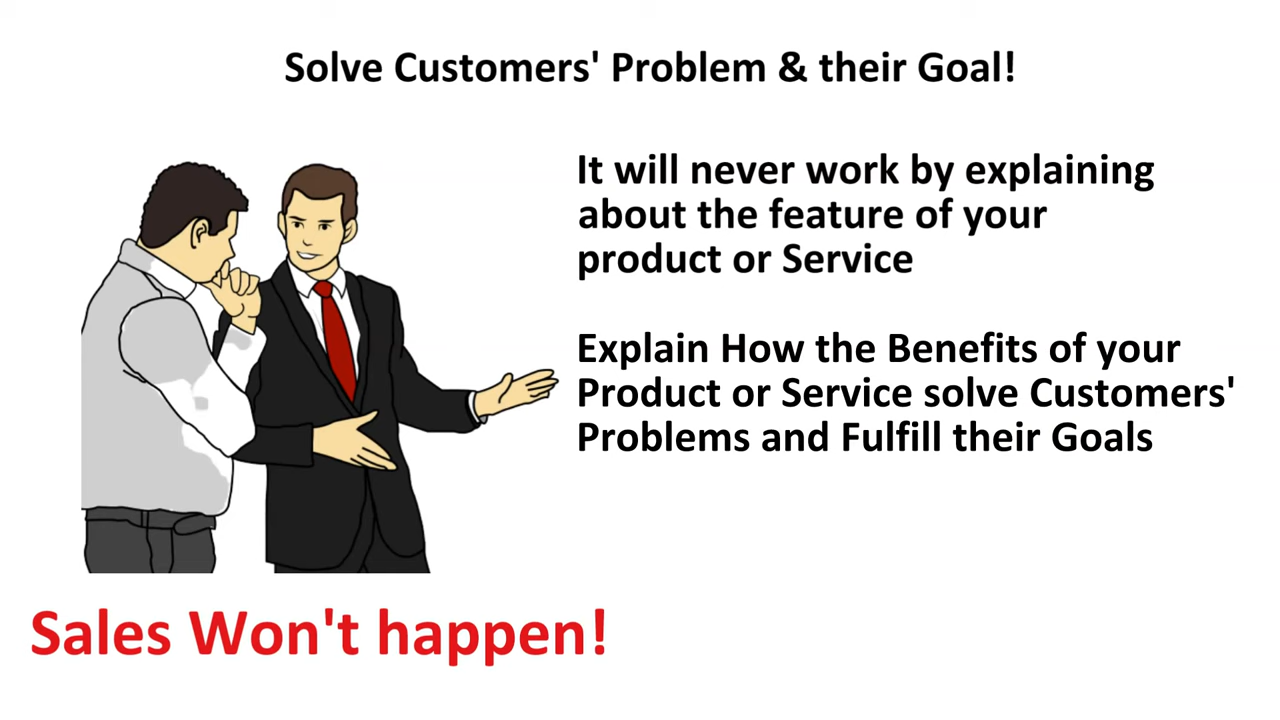 Solve Customers' Problem & their Goal!
It will never work by explaining
about the feature of your
product or Service
Explain How the Benefits of your
Product or Service solve Customers'
Problems and Fulfill their Goals
Sales Won't happen!